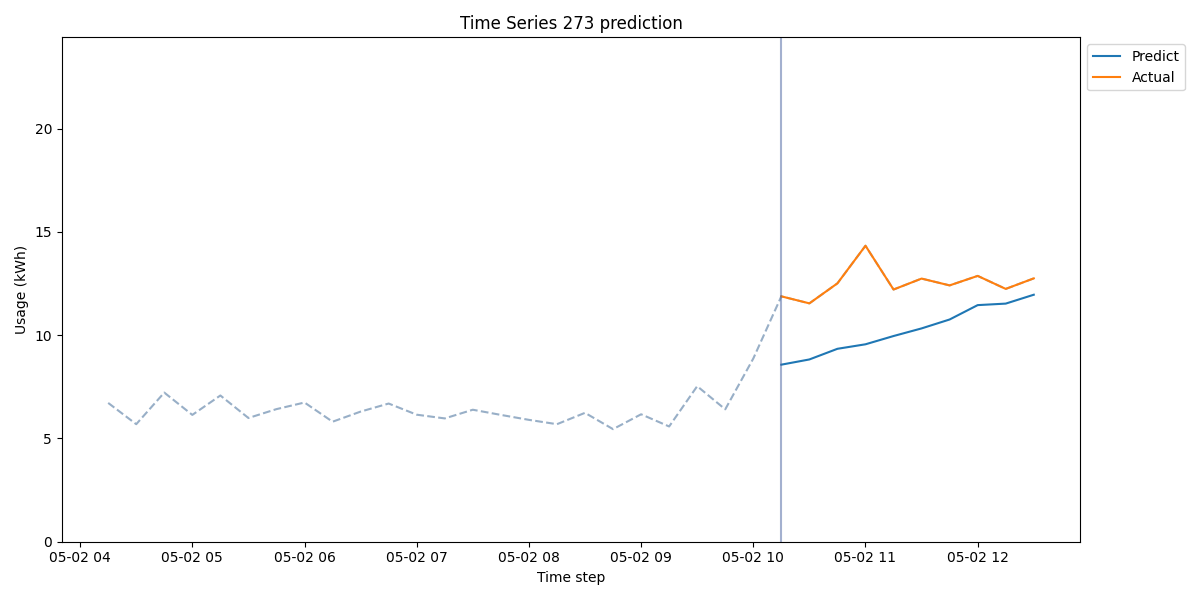 Time Series 273 prediction
Predict
Actual
Usage (kWh)
20
15
10
5
0
05-02 04
05-02 05
05-02 06
05-02 07
05-02 08
05-02 09
05-02 10
05-02 11
05-02 12
Time step